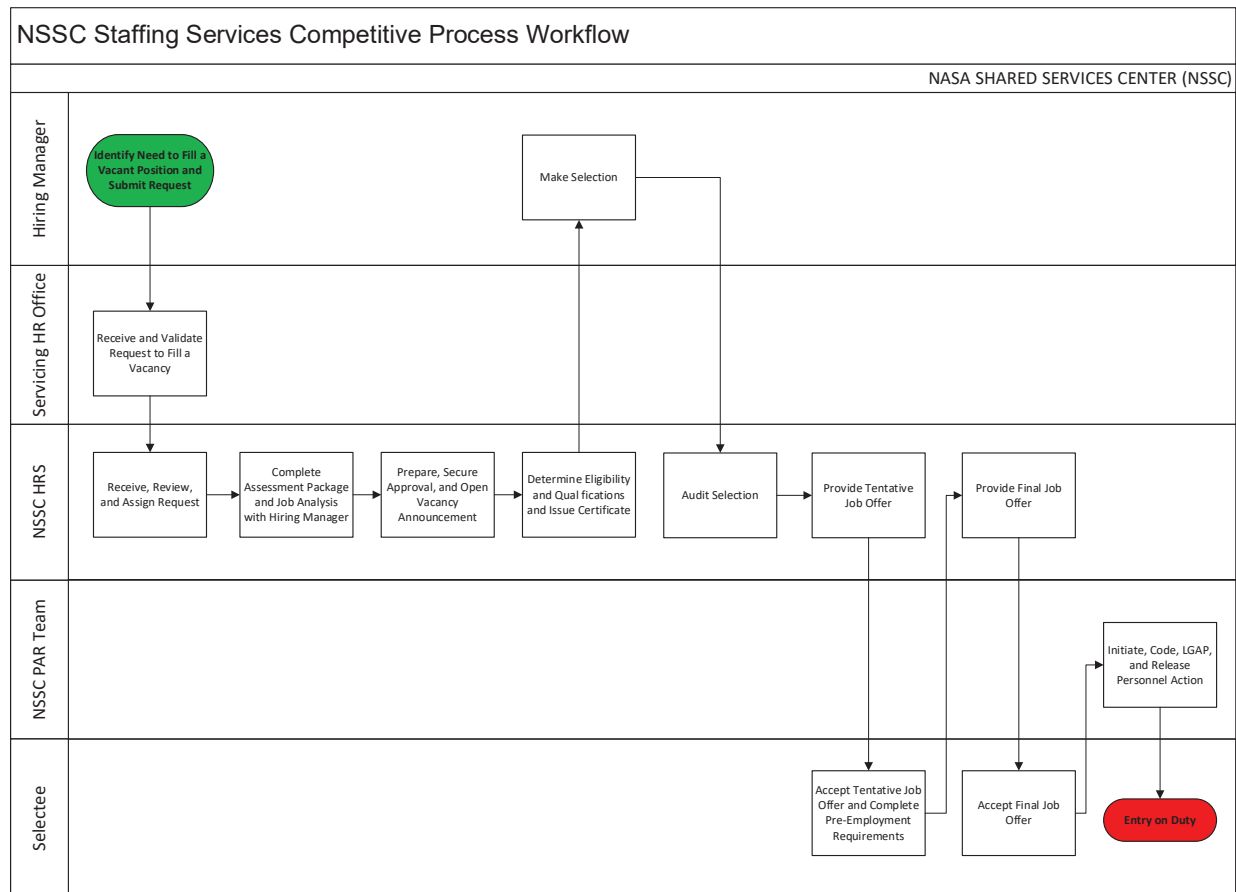 NSSC Staffing Services Competitive Process Workflow
NASA SHARED SERVICES CENTER (NSSC)
Hiring Manager
Identify Need to Fill a
Vacant Position and
Submit Request
Make Selection
Servicing HR Office
Receive and Validate
Request to Fill a
Vacancy
NSSC HRS
Receive, Review,
and Assign Request
Complete
Assessment Package
and Job Analysis
with Hiring Manager
Prepare, Secure
Approval, and Open
Vacancy
Announcement
Determine Eligibility
and Qualifications
and Issue Certificate
Audit Selection
Provide Tentative
Job Offer
Provide Final Job
Offer
NSSC PAR Team
Initiate, Code, LGAP,
and Release
Personnel Action
Selectee
Accept Tentative Job
Offer and Complete
Pre-Employment
Requirements
Accept Final Job
Offer
Entry on Duty